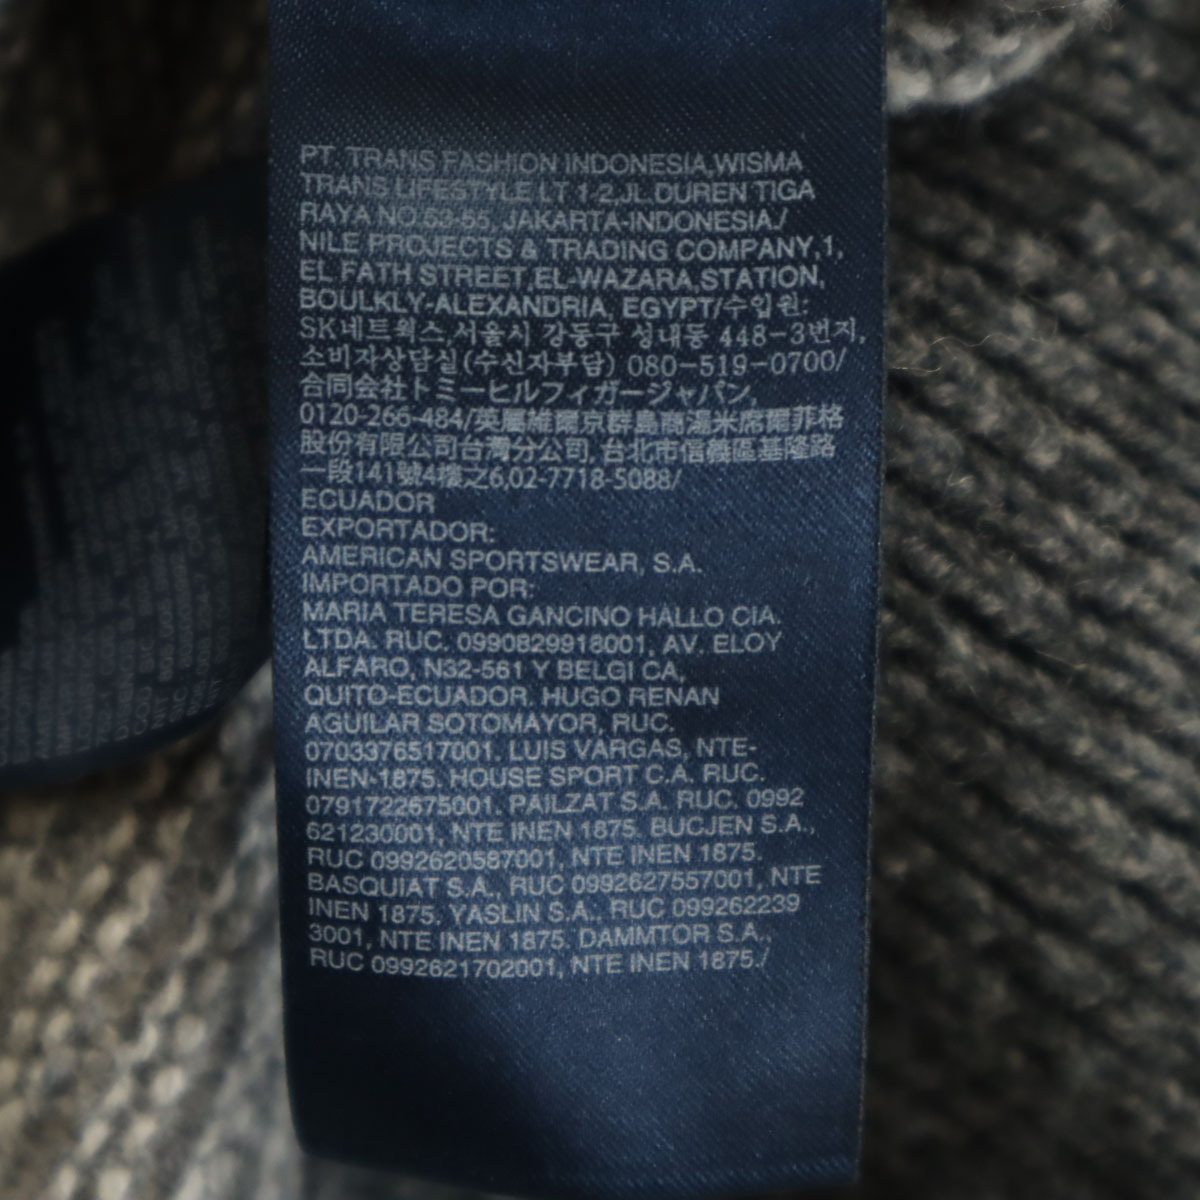 PT. TRANS FASHION INDONESIA,WISMA
TRANS LIFESTYLE LT 1-2,JL.DUREN TIGA
RAYA NO.53-55, JAKARTA-INDONESIA./
NILE PROJECTS & TRADING COMPANY,1,
EL FATH STREET,EL-WAZARA,STATION,
BOULKLY-ALEXANDRIA, EGYPT/수입원:
SK네트웍스,서울시 강동구 성내동 448-3번지,
소비자상담실(수신자부담) 080-519-0700/
合同会社トミーヒルフィガージャパン,
0120-266-484/英屬維爾京群島商湯米席爾菲格
股份有限公司台灣分公司,台北市信義區基隆路
一段141號4樓之6,02-7718-5088/
ECUADOR
EXPORTADOR:
AMERICAN SPORTSWEAR, S.A.
IMPORTADO POR:
MARIA TERESA GANCINO HALLO CIA.
LTDA. RUC. 0990829918001, AV. ELOY
ALFARO, N32-561 Y BELGI CA,
QUITO-ECUADOR. HUGO RENAN
AGUILAR SOTOMAYOR, RUC.
0703376517001. LUIS VARGAS, NTE-
INEN-1875. HOUSE SPORT C.A. RUC.
0791722675001. PAILZAT S.A. RUC. 0992
621230001, NTE INEN 1875. BUCJEN S.A.,
RUC 0992620587001, NTE INEN 1875.
BASQUIAT S.A., RUC 0992627557001, NTE
INEN 1875. YASLIN S.A., RUC 099262239
3001, NTE INEN 1875. DAMMTOR S.A.,
RUC 0992621702001, NTE INEN 1875./